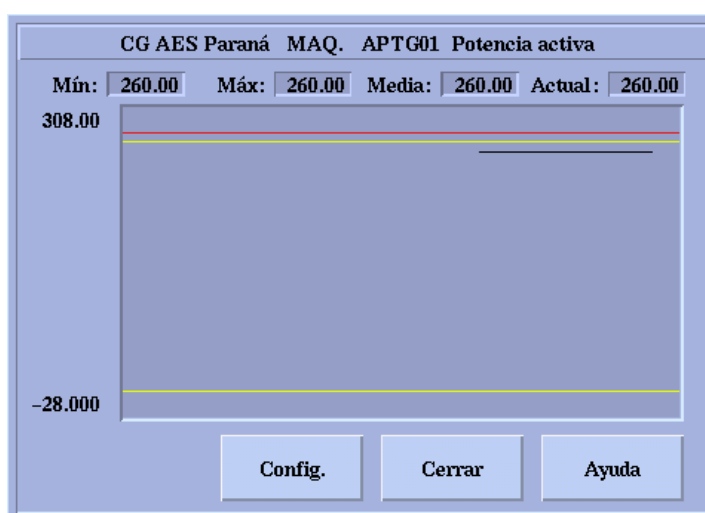 CG AES Paraná MAQ. APTG01 Potencia activa
Mín: 260.00 Máx: 260.00 Media: 260.00 Actual: 260.00
308.00
−28.000
Config. Cerrar Ayuda